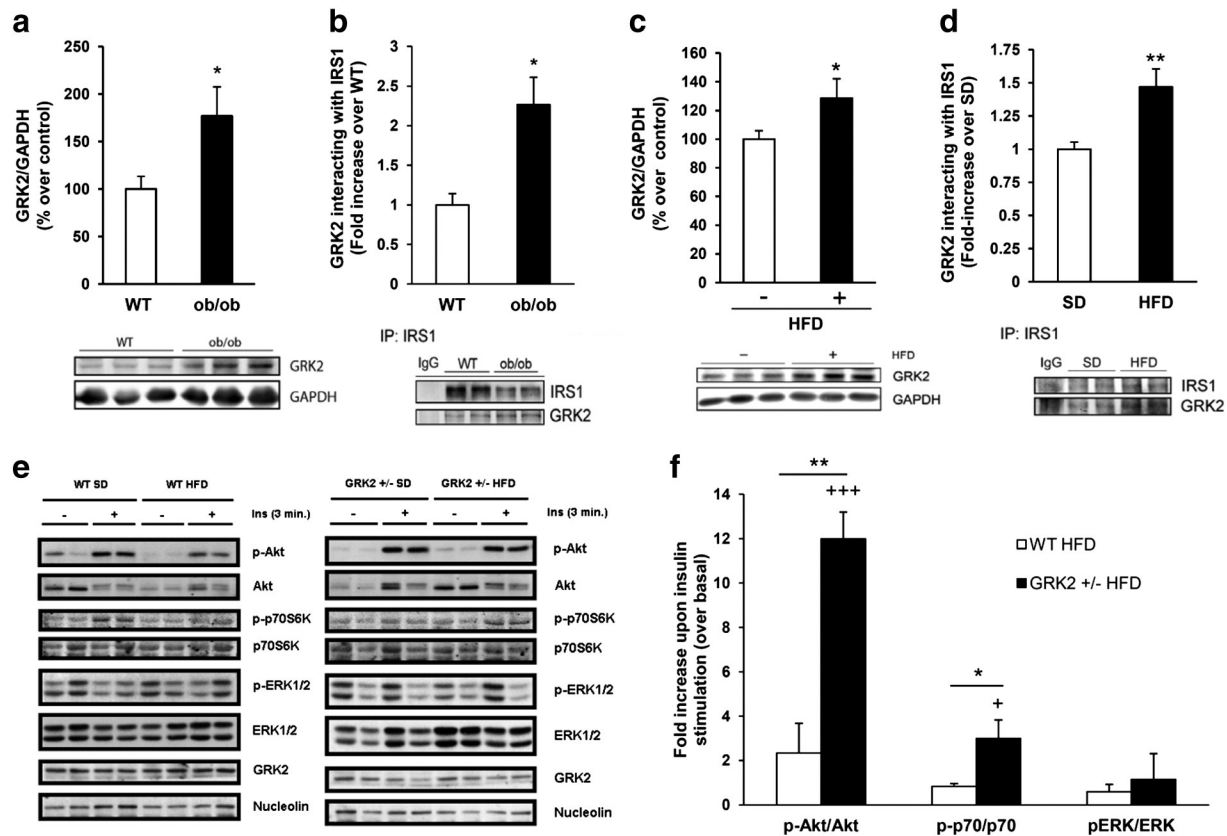 a
GRK2/GAPDH
(% over control)
250
200
150
100
50
0
*
WT
ob/ob
WT
ob/ob
GRK2
GAPDH
b
GRK2 interacting with IRS1
(Fold increase over WT)
3
2.5
2
1.5
1
0.5
0
*
WT
ob/ob
IP: IRS1
IgG
WT
ob/ob
IRS1
GRK2
c
GRK2/GAPDH
(% over control)
160
140
120
100
80
60
40
20
0
*
-
+
HFD
–
+
HFD
GRK2
GAPDH
d
GRK2 interacting with IRS1
(Fold-increase over SD)
1.75
1.5
1.25
1
0.75
0.5
0.25
0
**
SD
HFD
IP: IRS1
IgG
SD
HFD
IRS1
GRK2
e
WT SD
WT HFD
-
+
-
+
Ins (3 min.)
p-Akt
Akt
p-p70S6K
p70S6K
p-ERK1/2
ERK1/2
GRK2
Nucleolin
GRK2 +/- SD
GRK2 +/- HFD
-
+
-
+
Ins (3 min.)
p-Akt
Akt
p-p70S6K
p70S6K
p-ERK1/2
ERK1/2
GRK2
Nucleolin
f
Fold increase upon insulin
stimulation (over basal)
14
12
10
8
6
4
2
0
**
+++
*
+
WT HFD
GRK2 +/- HFD
p-Akt/Akt
p-p70/p70
pERK/ERK